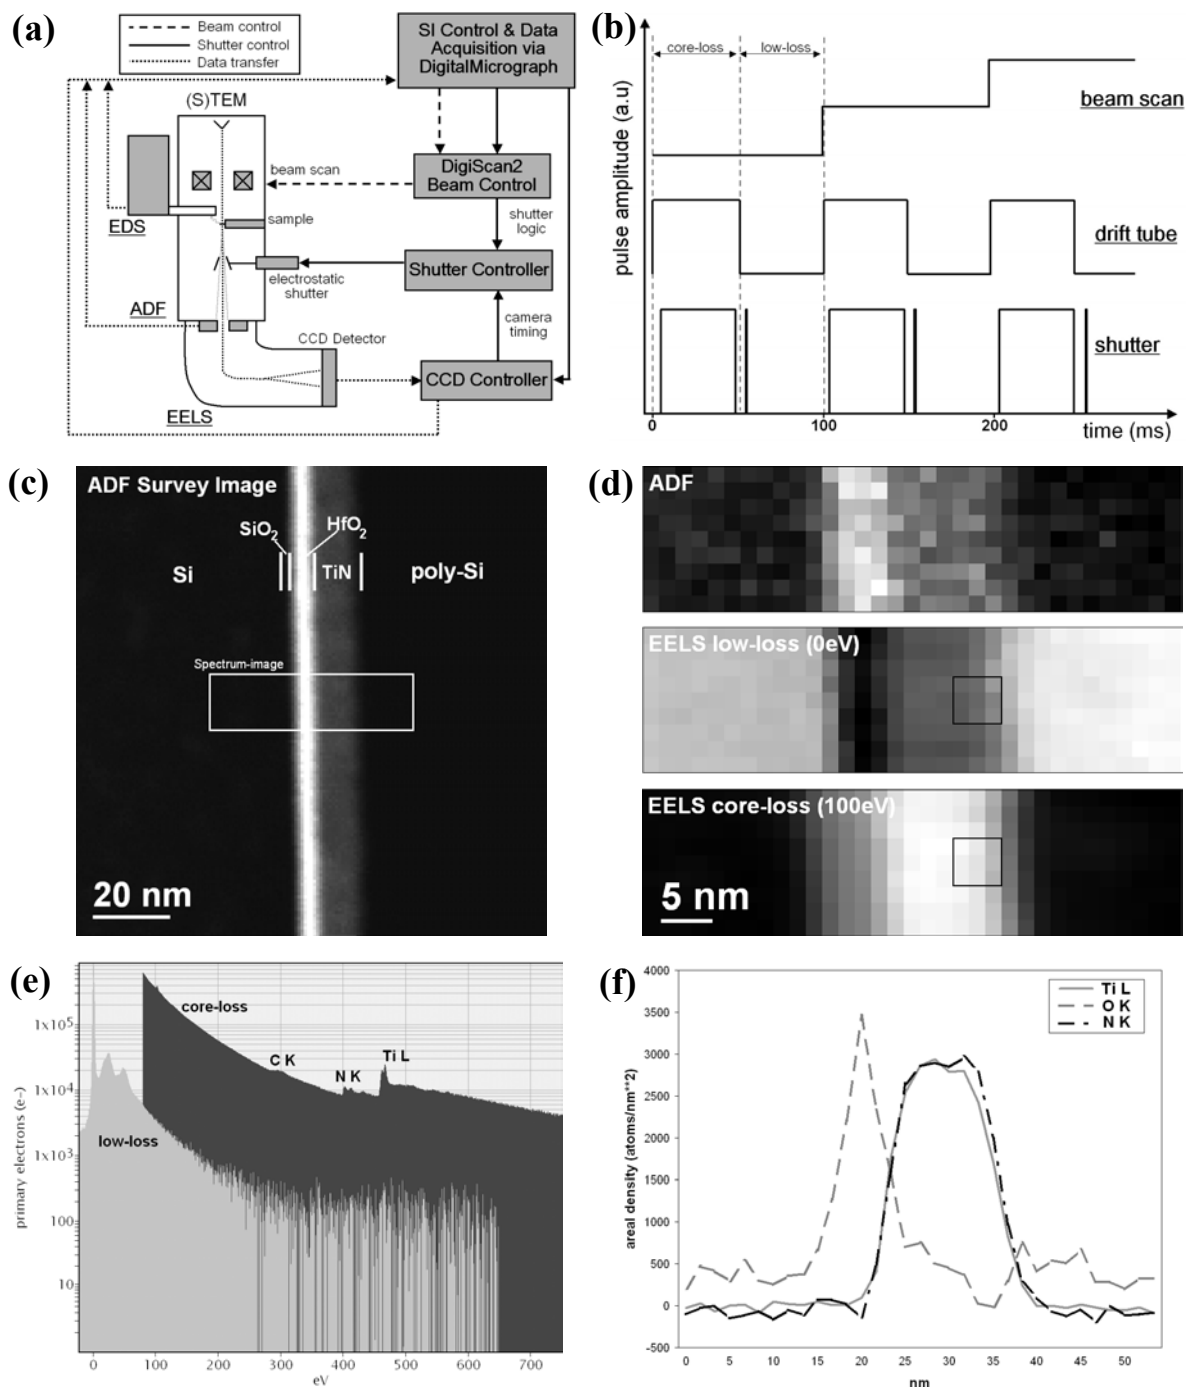 (a)
Beam control
Shutter control
Data transfer
SI Control & Data
Acquisition via
DigitalMicrograph
(S)TEM
beam scan
DigiScan2
Beam Control
EDS
sample
shutter
logic
electrostatic
shutter
Shutter Controller
ADF
camera
timing
CCD Detector
CCD Controller
EELS
(b)
pulse amplitude (a.u)
core-loss
low-loss
beam scan
drift tube
shutter
0
100
200
time (ms)
(c)
ADF Survey Image
SiO2
HfO2
Si
TiN
poly-Si
Spectrum-image
20 nm
(d)
ADF
EELS low-loss (0eV)
EELS core-loss (100eV)
5 nm
(e)
primary electrons (e-)
1x10^5
1x10^4
1x10^3
100
10
core-loss
C K
N K
Ti L
low-loss
0 100 200 300 400 500 600 700
eV
(f)
areal density (atoms/nm**2)
4000
3500
3000
2500
2000
1500
1000
500
0
-500
Ti L
O K
N K
0 5 10 15 20 25 30 35 40 45 50
nm